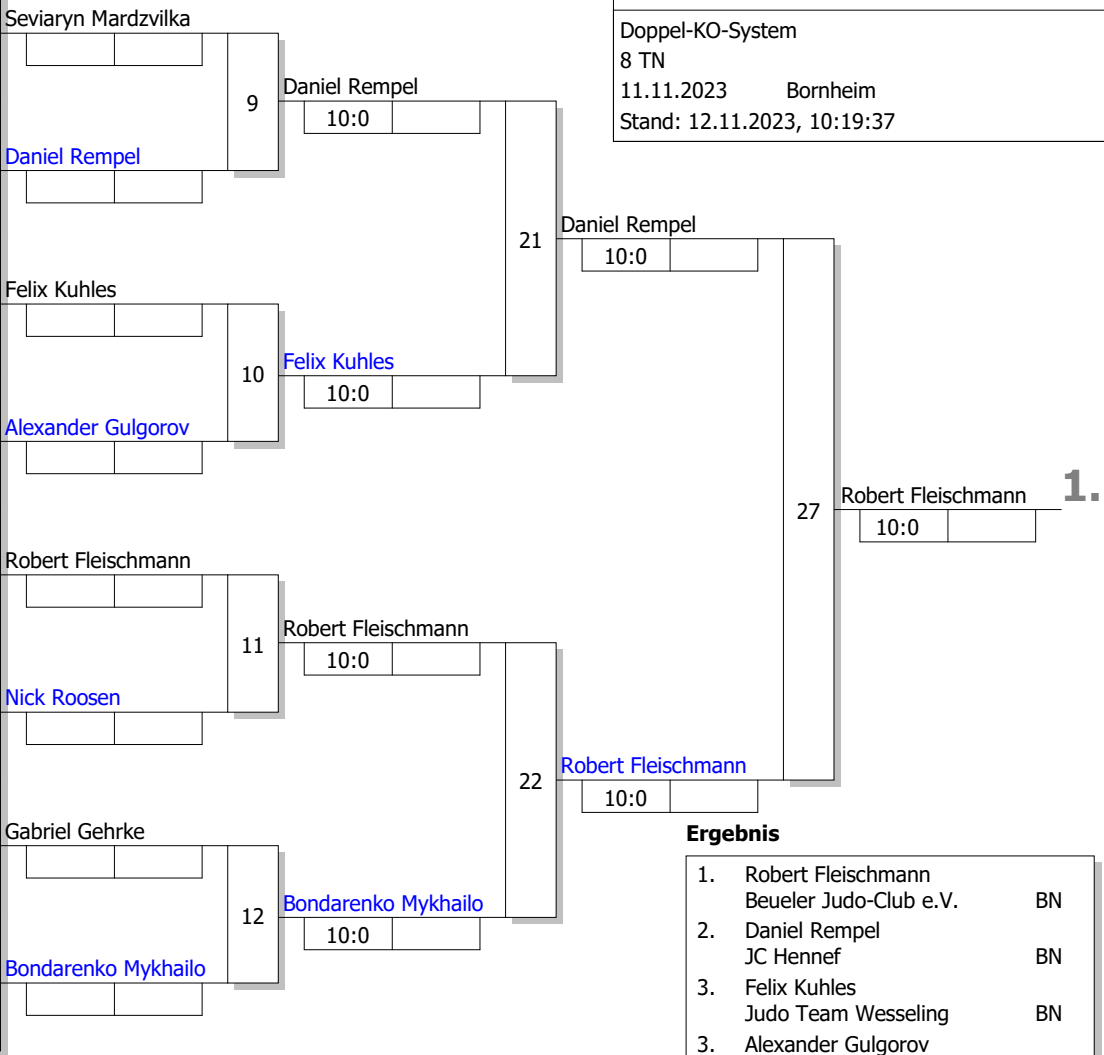 Doppel-KO-System
8 TN
11.11.2023 Bornheim
Stand: 12.11.2023, 10:19:37
Seviaryn Mardzvilka
9
Daniel Rempel
10:0
Daniel Rempel
21
Daniel Rempel
10:0
Felix Kuhles
10
Felix Kuhles
10:0
Alexander Gulgorov
27
Robert Fleischmann
1.
10:0
Robert Fleischmann
11
Robert Fleischmann
10:0
Nick Roosen
22
Robert Fleischmann
10:0
Gabriel Gehrke
12
Bondarenko Mykhailo
10:0
Bondarenko Mykhailo
Ergebnis
1. Robert Fleischmann
Beueler Judo-Club e.V. BN
2. Daniel Rempel
JC Hennef BN
3. Felix Kuhles
Judo Team Wesseling BN
3. Alexander Gulgorov